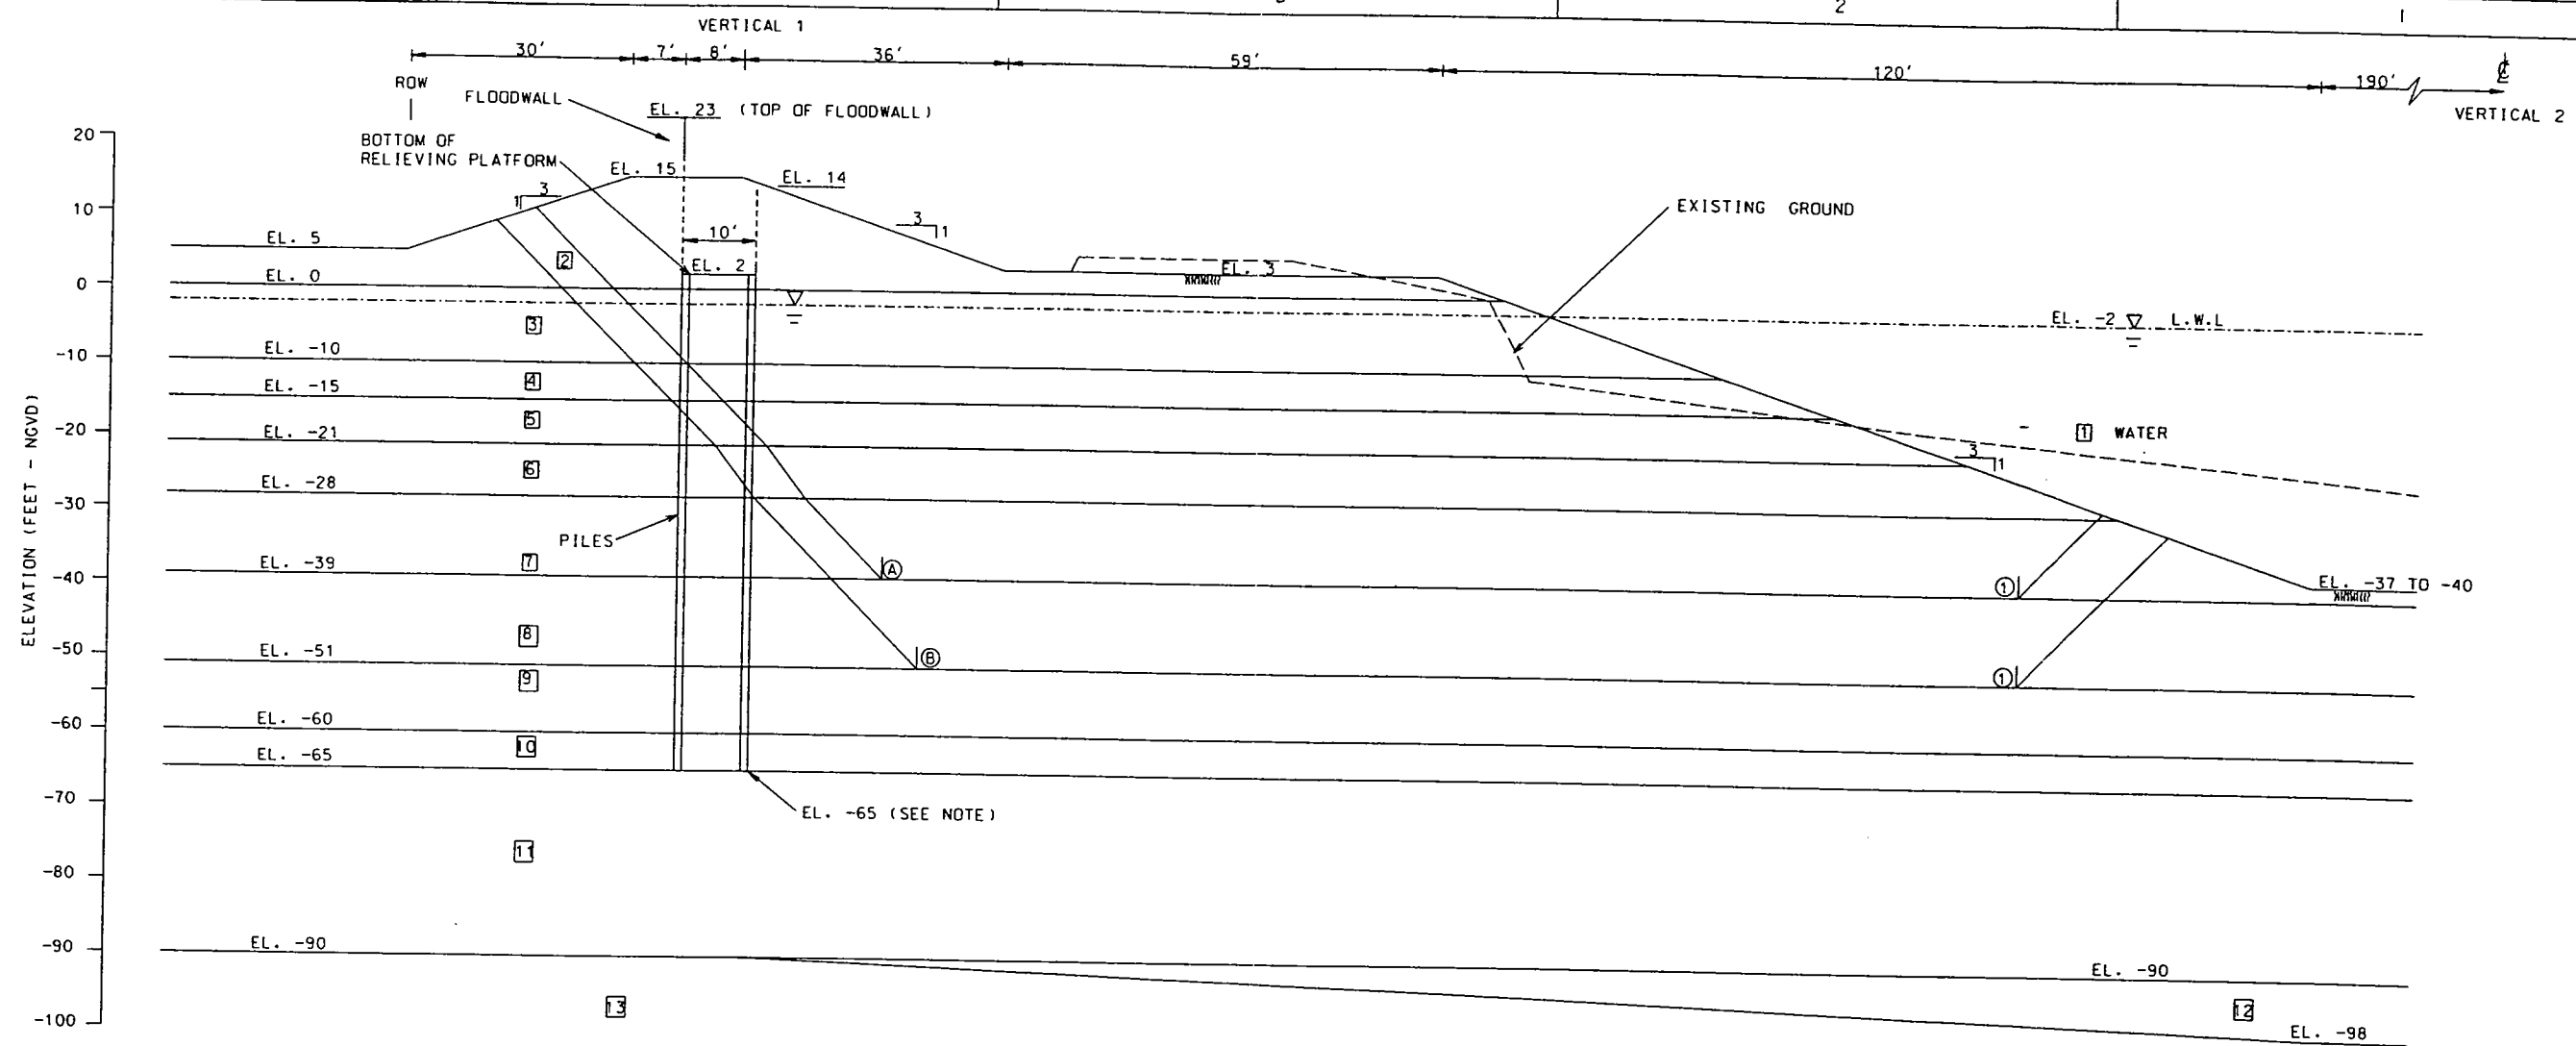 2
1
VERTICAL 1
30' 7' 8' 36' 59' 120' 190'
ROW
FLOODWALL
EL. 23 (TOP OF FLOODWALL)
VERTICAL 2
BOTTOM OF
RELIEVING PLATFORM
EL. 15
EL. 14
3
1
3
1
EXISTING GROUND
10'
EL. 5
2
EL. 2
EL. 3
EL. 0
3
EL. -2 L.W.L
EL. -10
4
EL. -15
5
EL. -21
1 WATER
3
1
6
EL. -28
PILES
7
EL. -39
A
1
EL. -37 TO -40
8
EL. -51
B
1
9
EL. -60
10
EL. -65
EL. -65 (SEE NOTE)
11
EL. -90
EL. -90
13
12
EL. -98
ELEVATION (FEET - NGVD)
20
10
0
-10
-20
-30
-40
-50
-60
-70
-80
-90
-100